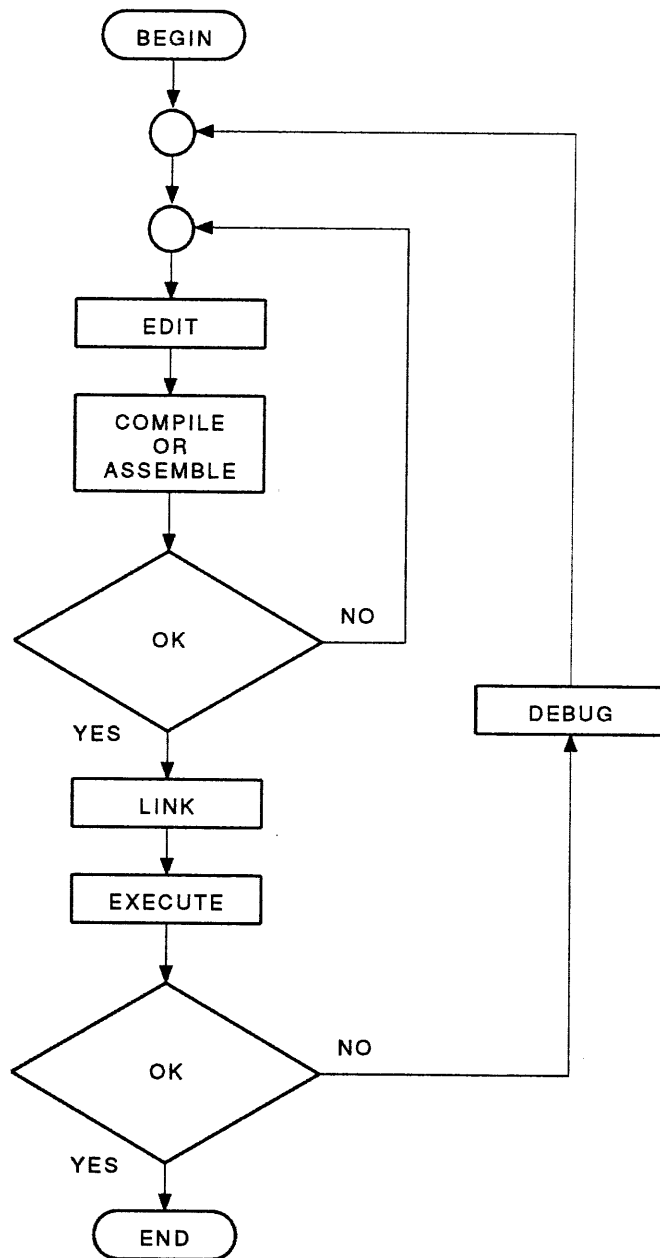 BEGIN
EDIT
COMPILE
OR
ASSEMBLE
OK
NO
YES
DEBUG
LINK
EXECUTE
OK
NO
YES
END